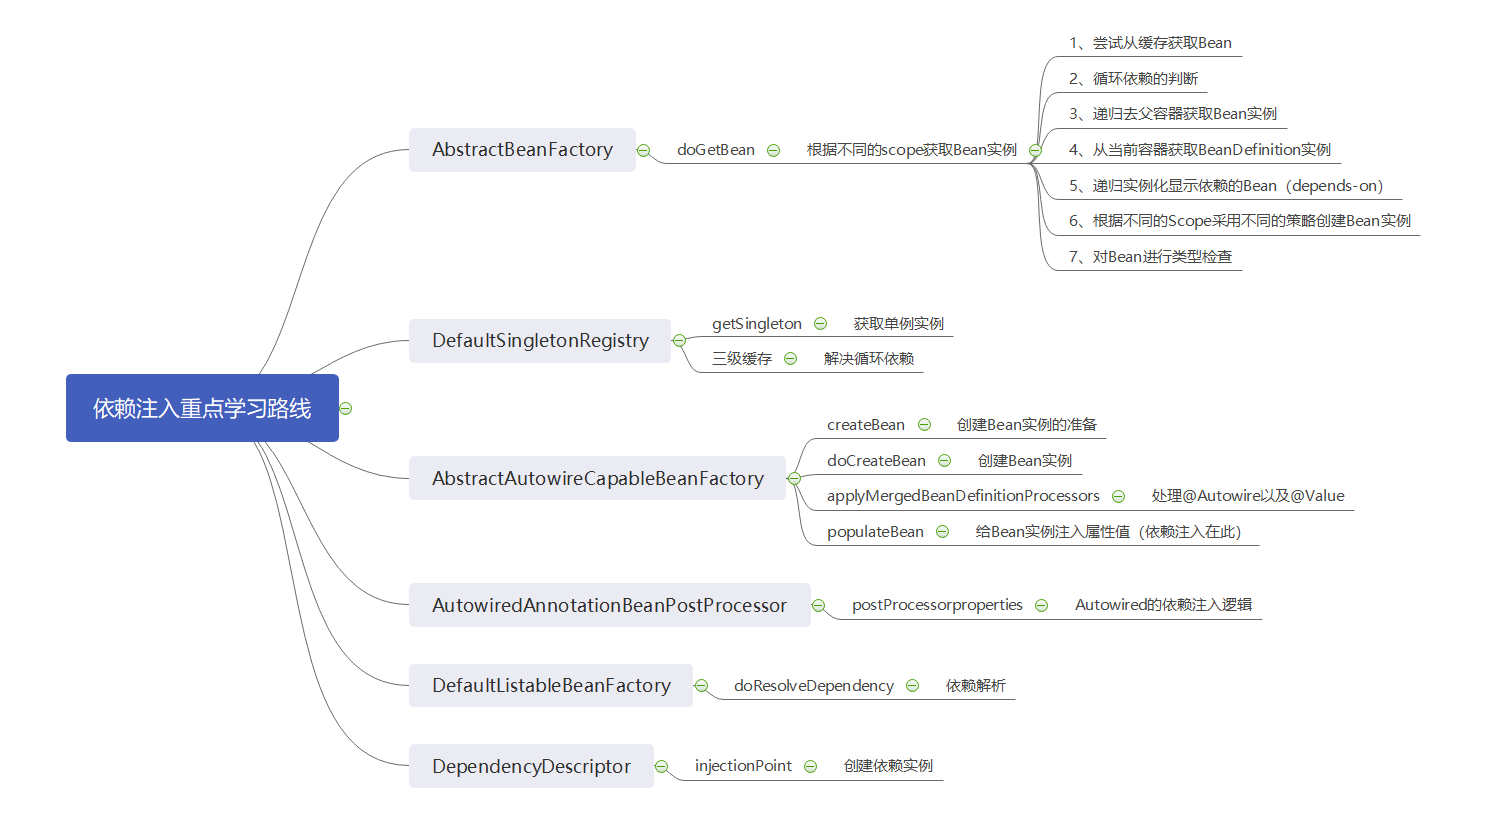 依赖注入重点学习路线
AbstractBeanFactory
doGetBean
根据不同的scope获取Bean实例
1、尝试从缓存获取Bean
2、循环依赖的判断
3、递归去父容器获取Bean实例
4、从当前容器获取BeanDefinition实例
5、递归实例化显示依赖的Bean（depends-on）
6、根据不同的Scope采用不同的策略创建Bean实例
7、对Bean进行类型检查
DefaultSingletonRegistry
getSingleton
获取单例实例
三级缓存
解决循环依赖
AbstractAutowireCapableBeanFactory
createBean
创建Bean实例的准备
doCreateBean
创建Bean实例
applyMergedBeanDefinitionProcessors
处理@Autowire以及@Value
populateBean
给Bean实例注入属性值（依赖注入在此）
AutowiredAnnotationBeanPostProcessor
postProcessorproperties
Autowired的依赖注入逻辑
DefaultListableBeanFactory
doResolveDependency
依赖解析
DependencyDescriptor
injectionPoint
创建依赖实例